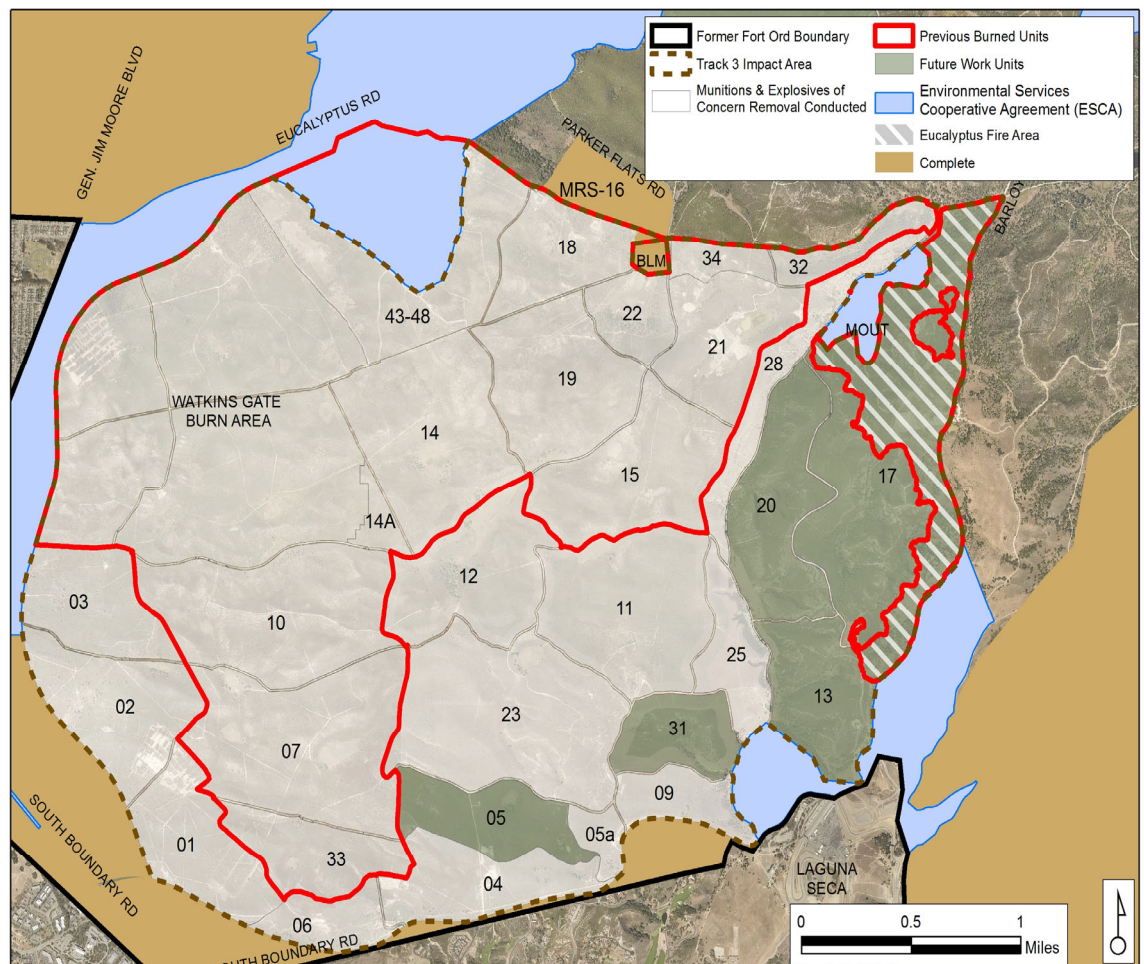 Former Fort Ord Boundary
Track 3 Impact Area
Munitions & Explosives of
Concern Removal Conducted
Previous Burned Units
Future Work Units
Environmental Services
Cooperative Agreement (ESCA)
Eucalyptus Fire Area
Complete
GEN. JIM MOORE BLVD
EUCALYPTUS RD
PARKER FLATS RD
MRS-16
BARLOY
18
BLM
34
32
43-48
22
21
MOUT
28
19
WATKINS GATE
BURN AREA
14
15
17
20
14A
12
03
10
11
25
02
23
13
07
31
SOUTH BOUNDARY RD
09
05
05a
01
33
04
LAGUNA
SECA
06
SOUTH BOUNDARY RD
0
0.5
1
Miles